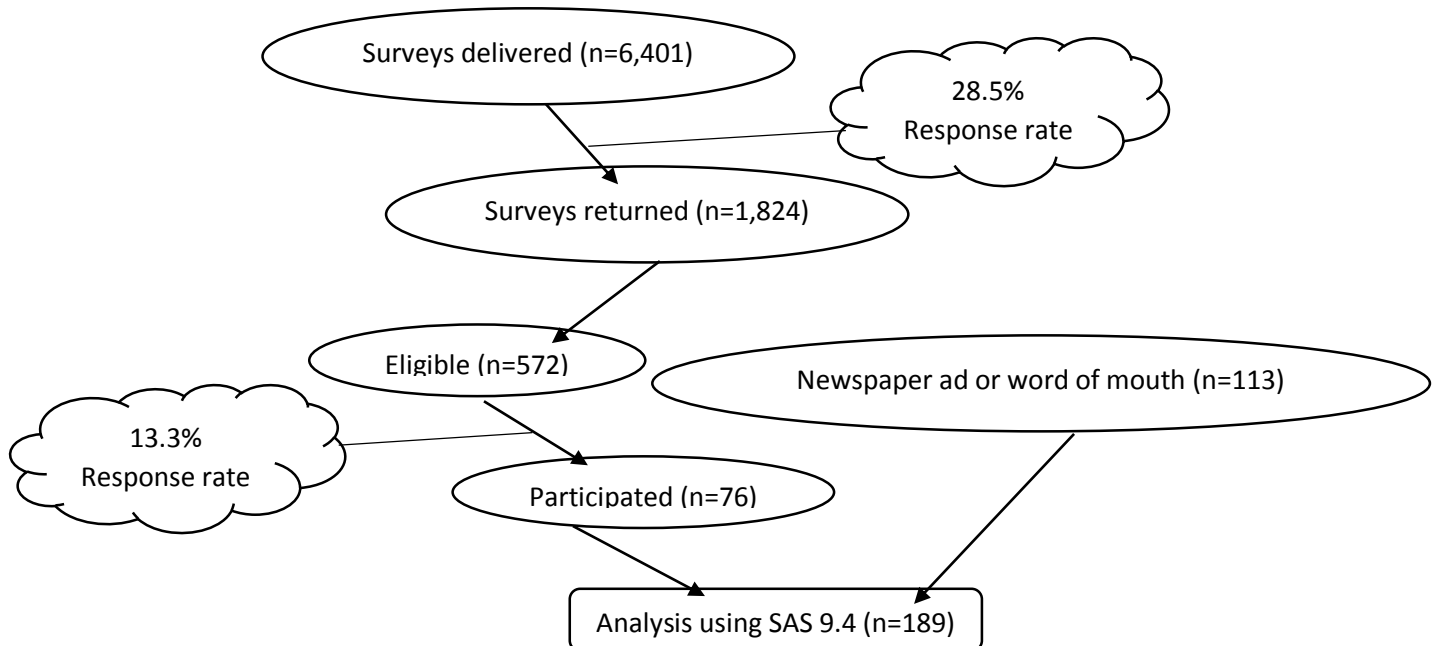 Surveys delivered (n=6,401)
28.5%
Response rate
Surveys returned (n=1,824)
Eligible (n=572)
Newspaper ad or word of mouth (n=113)
13.3%
Response rate
Participated (n=76)
Analysis using SAS 9.4 (n=189)